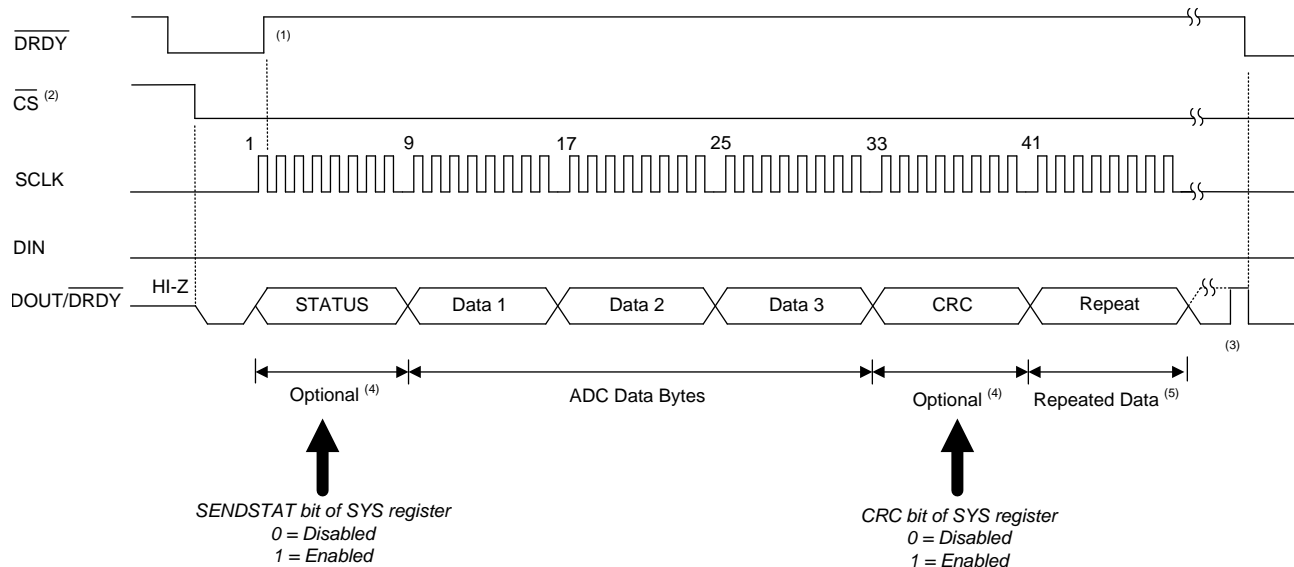 DRDY (1)
CS (2)
1 9 17 25 33 41
SCLK
DIN
HI-Z
DOUT/DRDY STATUS Data 1 Data 2 Data 3 CRC Repeat
(3)
Optional (4) ADC Data Bytes Optional (4) Repeated Data (5)
SENDSTAT bit of SYS register
0 = Disabled
1 = Enabled
CRC bit of SYS register
0 = Disabled
1 = Enabled